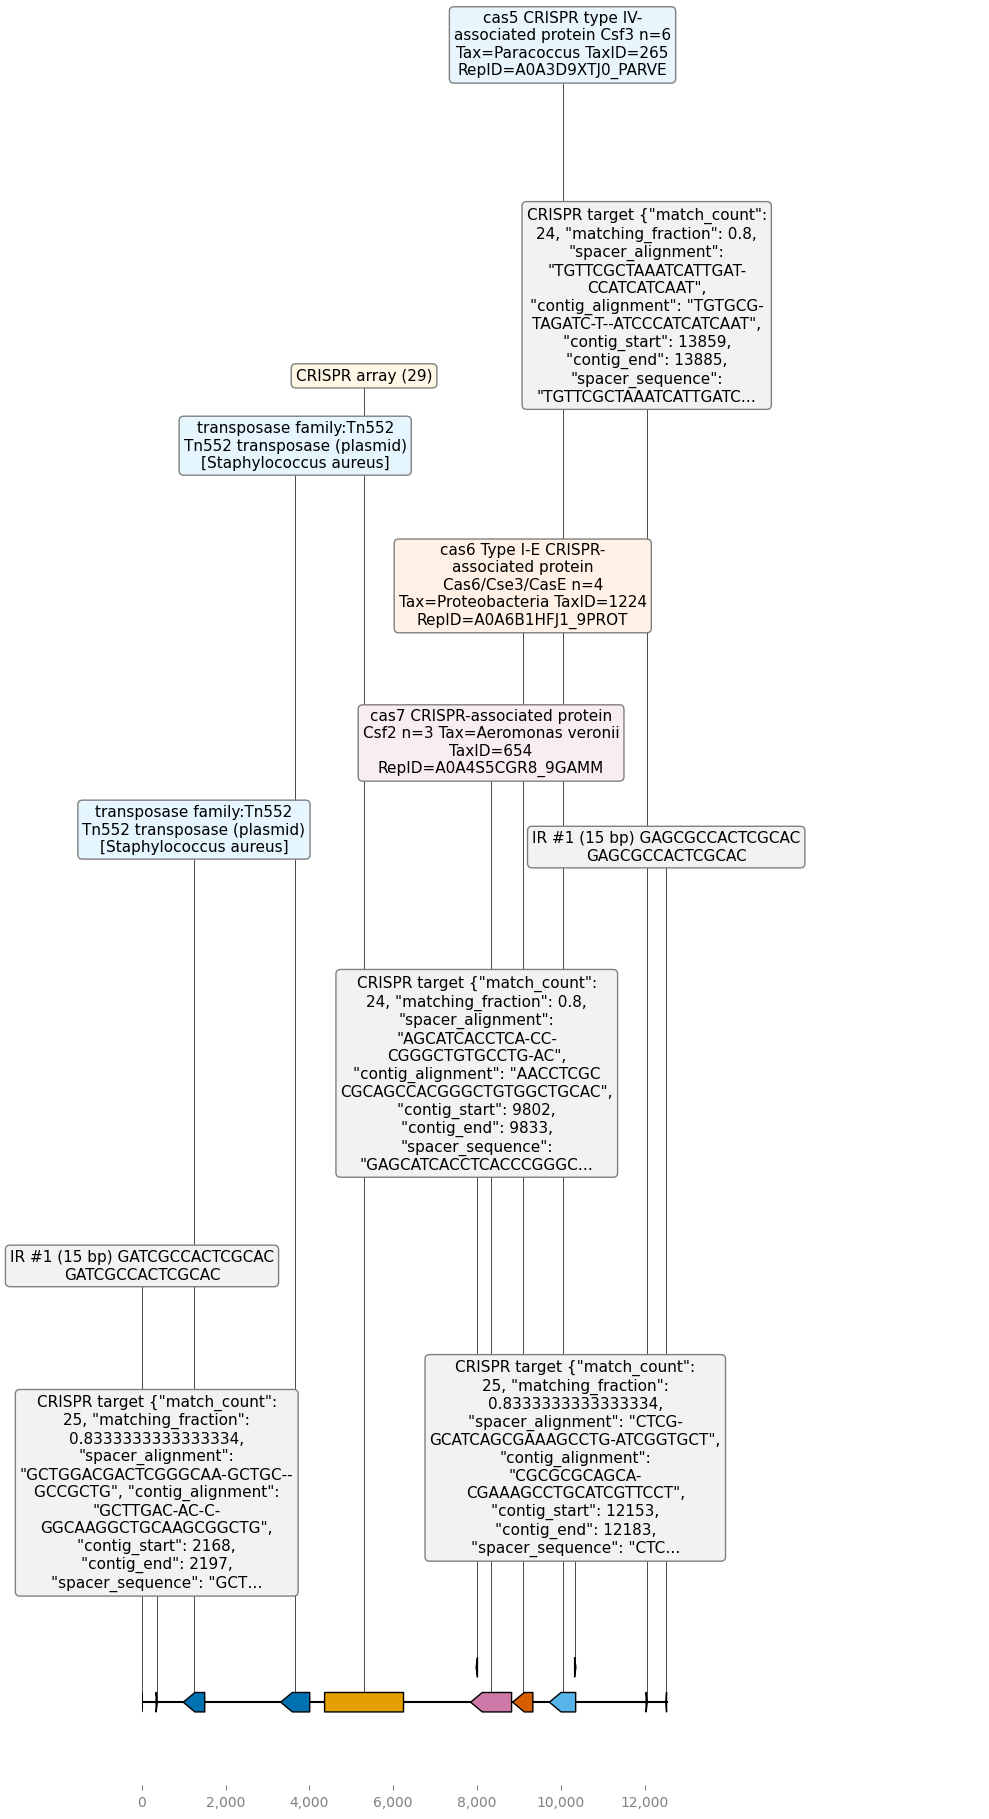 cas5 CRISPR type IV-
associated protein Csf3 n=6
Tax=Paracoccus TaxID=265
RepID=A0A3D9XTJ0_PARVE
CRISPR target {"match_count":
24, "matching_fraction": 0.8,
"spacer_alignment":
"TGTTCGCTAAATCATTGAT-
CCATCATCAAT",
"contig_alignment": "TGTGCG-
TAGATC-T--ATCCCATCATCAAT",
"contig_start": 13859,
"contig_end": 13885,
"spacer_sequence":
"TGTTCGCTAAATCATTGATC...
CRISPR array (29)
transposase family:Tn552
Tn552 transposase (plasmid)
[Staphylococcus aureus]
cas6 Type I-E CRISPR-
associated protein
Cas6/Cse3/CasE n=4
Tax=Proteobacteria TaxID=1224
RepID=A0A6B1HFJ1_9PROT
cas7 CRISPR-associated protein
Csf2 n=3 Tax=Aeromonas veronii
TaxID=654
RepID=A0A4S5CGR8_9GAMM
transposase family:Tn552
Tn552 transposase (plasmid)
[Staphylococcus aureus]
IR #1 (15 bp) GAGCGCCACTCGCAC
GAGCGCCACTCGCAC
CRISPR target {"match_count":
24, "matching_fraction": 0.8,
"spacer_alignment":
"AGCATCACCTCA-CC-
CGGGCTGTGCCTG-AC",
"contig_alignment": "AACCTCGC
CGCAGCCACGGGCTGTGGCTGCAC",
"contig_start": 9802,
"contig_end": 9833,
"spacer_sequence":
"GAGCATCACCTCACCCGGGC...
IR #1 (15 bp) GATCGCCACTCGCAC
GATCGCCACTCGCAC
CRISPR target {"match_count":
25, "matching_fraction":
0.8333333333333334,
"spacer_alignment": "CTCG-
GCATCAGCGAAAGCCTG-ATCGGTGCT",
"contig_alignment":
"CGCGCGCAGCA-
CGAAAGCCTGCATCGTTCCT",
"contig_start": 12153,
"contig_end": 12183,
"spacer_sequence": "CTC...
CRISPR target {"match_count":
25, "matching_fraction":
0.8333333333333334,
"spacer_alignment":
"GCTGGACGACTCGGGCAA-GCTGC--
GCCGCTG", "contig_alignment":
"GCTTGAC-AC-C-
GGCAAGGCTGCAAGCGGCTG",
"contig_start": 2168,
"contig_end": 2197,
"spacer_sequence": "GCT...
0 2,000 4,000 6,000 8,000 10,000 12,000